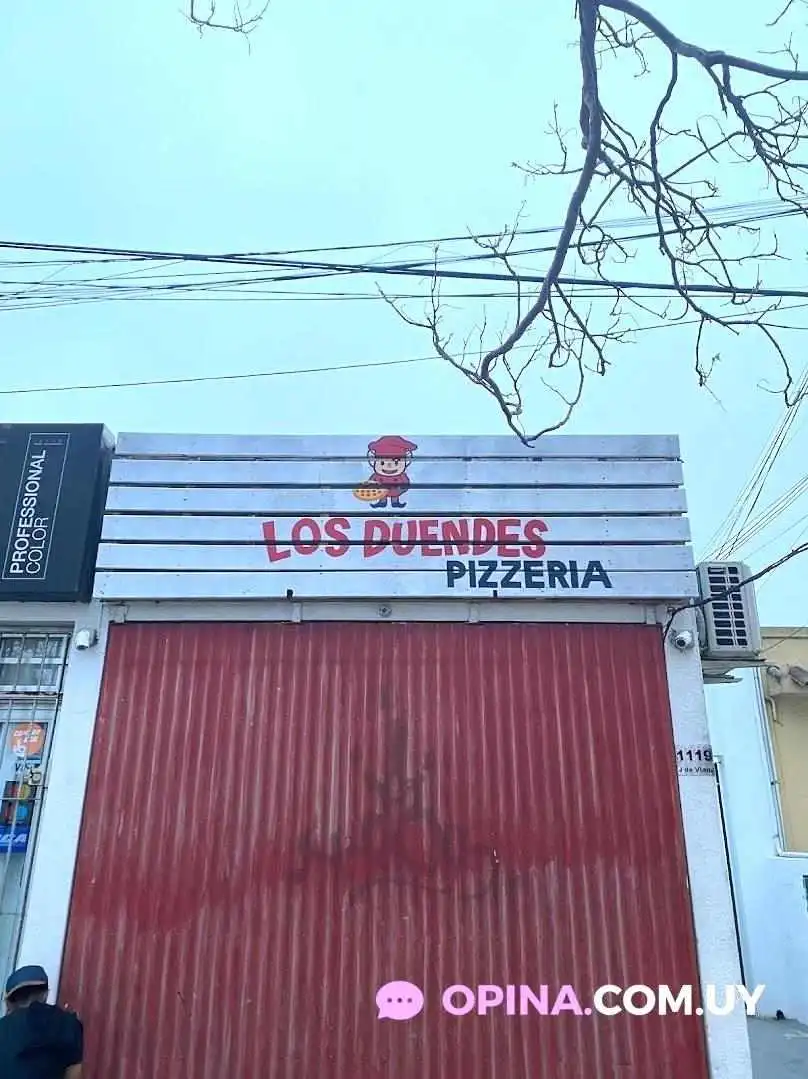 PROFESSIONAL
COLOR
LOS DUENDES
PIZZERIA
1119
OPINA.COM.UY